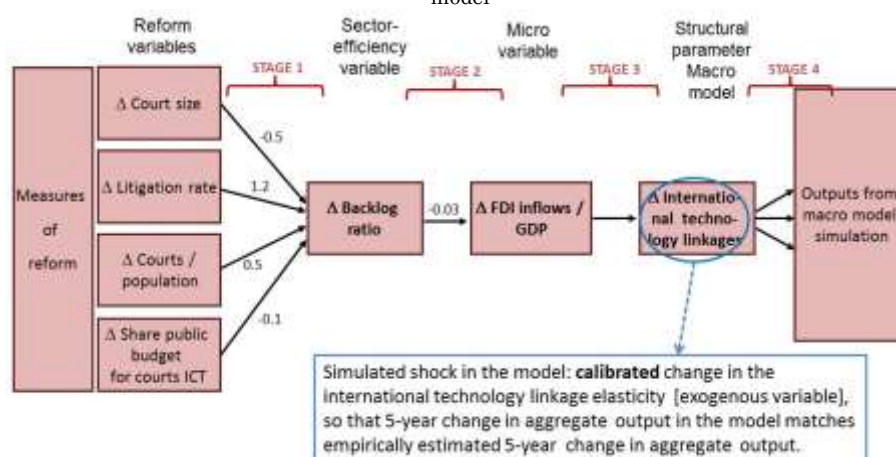 model
Reform
variables
Sector-
efficiency
variable
Micro
variable
Structural
parameter
Macro
model
STAGE 1
STAGE 2
STAGE 3
STAGE 4
Measures
of
reform
Δ Court size
Δ Litigation rate
Δ Courts /
population
Δ Share public
budget
for courts ICT
-0.5
1.2
0.5
-0.1
Δ Backlog
ratio
-0.03
Δ FDI inflows /
GDP
Δ Internatio-
nal techno-
logy linkages
Outputs from
macro model
simulation
Simulated shock in the model: calibrated change in the
international technology linkage elasticity [exogenous variable],
so that 5-year change in aggregate output in the model matches
empirically estimated 5-year change in aggregate output.